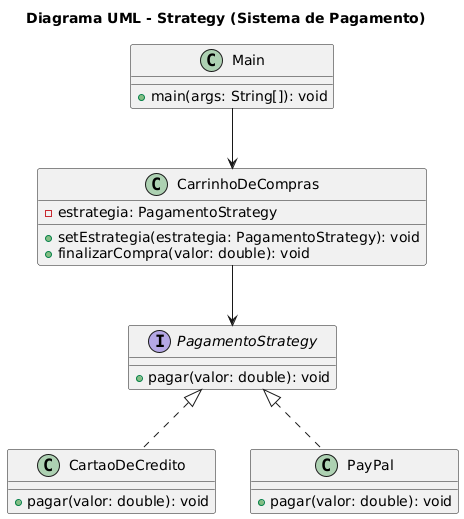 Diagrama UML - Strategy (Sistema de Pagamento)
C Main
main(args: String[]): void
C CarrinhoDeCompras
estrategia: PagamentoStrategy
setEstrategia(estrategia: PagamentoStrategy): void
finalizarCompra(valor: double): void
I PagamentoStrategy
pagar(valor: double): void
C CartaoDeCredito
pagar(valor: double): void
C PayPal
pagar(valor: double): void